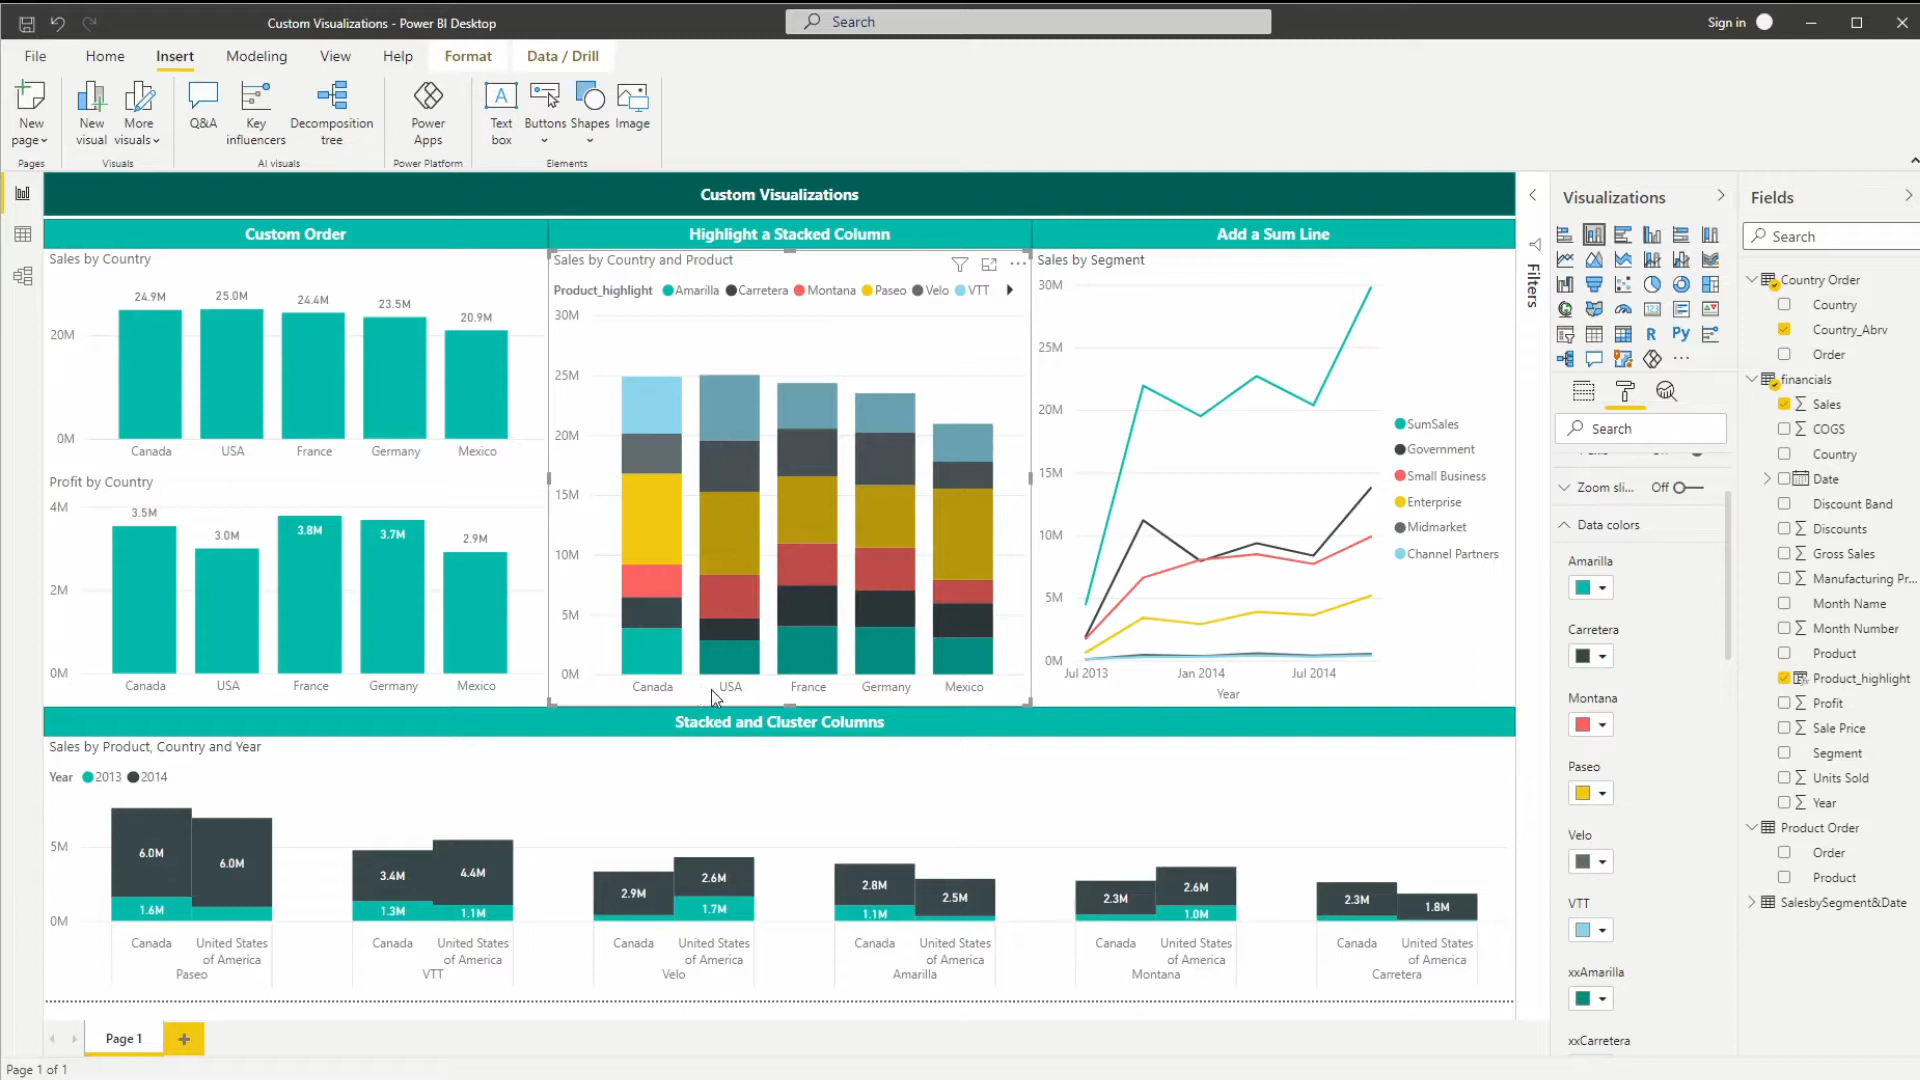 Custom Visualizations - Power BI Desktop
Search
Sign in
File Home Insert Modeling View Help Format Data / Drill
New page
New visual
More visuals
Q&A
Key influencers
Decomposition tree
Power Apps
Text box
Buttons
Shapes
Image
Pages
Visuals
AI visuals
Power Platform
Elements
Custom Visualizations
Custom Order
Sales by Country
24.9M 25.0M 24.4M 23.5M 20.9M
20M
0M
Canada USA France Germany Mexico
Profit by Country
4M
3.5M 3.0M 3.8M 3.7M 2.9M
2M
0M
Canada USA France Germany Mexico
Highlight a Stacked Column
Sales by Country and Product
Product_highlight Amarilla Carretera Montana Paseo Velo VTT
30M
25M
20M
15M
10M
5M
0M
Canada USA France Germany Mexico
Add a Sum Line
Sales by Segment
30M
25M
20M
15M
10M
5M
0M
Jul 2013 Jan 2014 Jul 2014
Year
SumSales
Government
Small Business
Enterprise
Midmarket
Channel Partners
Stacked and Cluster Columns
Sales by Product, Country and Year
Year 2013 2014
5M
0M
6.0M 6.0M 3.4M 4.4M 2.9M 2.6M 2.8M 2.5M 2.3M 2.6M 2.3M 1.8M
1.6M 1.3M 1.1M 1.7M 1.1M 1.0M
Canada United States of America Canada United States of America Canada United States of America Canada United States of America Canada United States of America Canada United States of America
Paseo VTT Velo Amarilla Montana Carretera
Page 1
Page 1 of 1
Filters
Visualizations
R Py
123
Search
Zoom sli... Off
Data colors
Amarilla
Carretera
Montana
Paseo
Velo
VTT
xxAmarilla
xxCarretera
Fields
Search
Country Order
Country
Country_Abrv
Order
financials
Sales
COGS
Country
Date
Discount Band
Discounts
Gross Sales
Manufacturing Pr...
Month Name
Month Number
Product
Product_highlight
Profit
Sale Price
Segment
Units Sold
Year
Product Order
Order
Product
SalesbySegment&Date